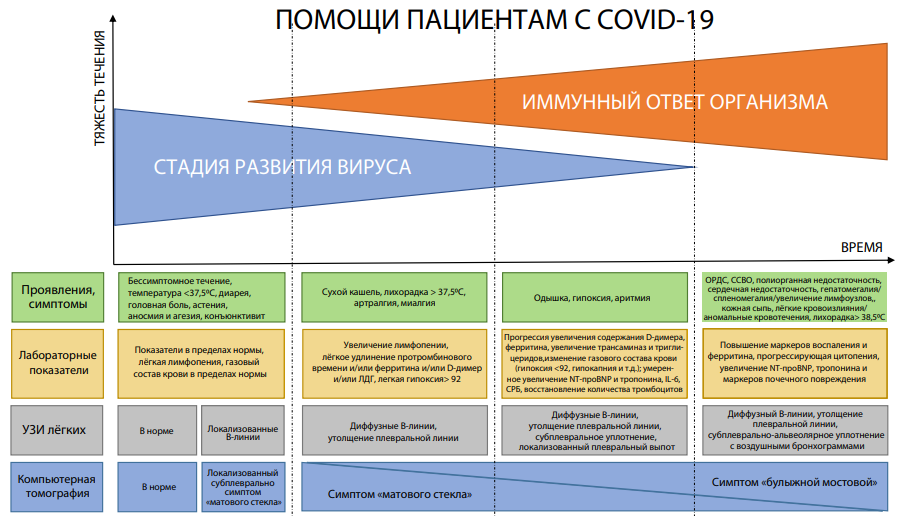 ПОМОЩИ ПАЦИЕНТАМ С COVID-19
ТЯЖЕСТЬ ТЕЧЕНИЯ
ИММУННЫЙ ОТВЕТ ОРГАНИЗМА
СТАДИЯ РАЗВИТИЯ ВИРУСА
ВРЕМЯ
Проявления,
симптомы
Бессимптомное течение,
температура <37,5ºС, диарея,
головная боль, астения,
аносмия и агезия, конъюнктивит
Сухой кашель, лихорадка > 37,5ºС,
артралгия, миалгия
Одышка, гипоксия, аритмия
ОРДС, ССВО, полиорганная недостаточность,
сердечная недостаточность, гепатомегалия/
спленомегалия/увеличение лимфоузлов,,
кожная сыпь, лёгкие кровоизлияния/
аномальные кровотечения, лихорадка> 38,5ºС
Лабораторные
показатели
Показатели в пределах нормы,
лёгкая лимфопения, газовый
состав крови в пределах нормы
Увеличение лимфопении,
лёгкое удлинение протромбинового
времени и/или ферритина и/или D-димер
и/или ЛДГ, легкая гипоксия> 92
Прогрессия увеличения содержания D-димера,
ферритина, увеличение трансаминаз и тригли-
церидов,изменение газового состава крови
(гипоксия <92, гипокапния и т.д.); умерен-
ное увеличение NT-проBNP и тропонина, IL-6,
СРБ, восстановление количества тромбоцитов
Повышение маркеров воспаления и
ферритина, прогрессирующая цитопения,
увеличение NT-проBNP, тропонина и
маркеров почечного повреждения
УЗИ лёгких
В норме
Локализованные
В-линии
Диффузные В-линии,
утолщение плевральной линии
Диффузные В-линии,
утолщение плевральной линии,
субплевральное уплотнение,
локализованный плевральный выпот
Диффузный В-линии, утолщение
плевральной линии,
субплеврально-альвеолярное уплотнение
с воздушными бронхограммами
Компьютерная
томография
В норме
Локализованный
субплеврально
симптом
«матового стекла»
Симптом «матового стекла»
Симптом «булыжной мостовой»